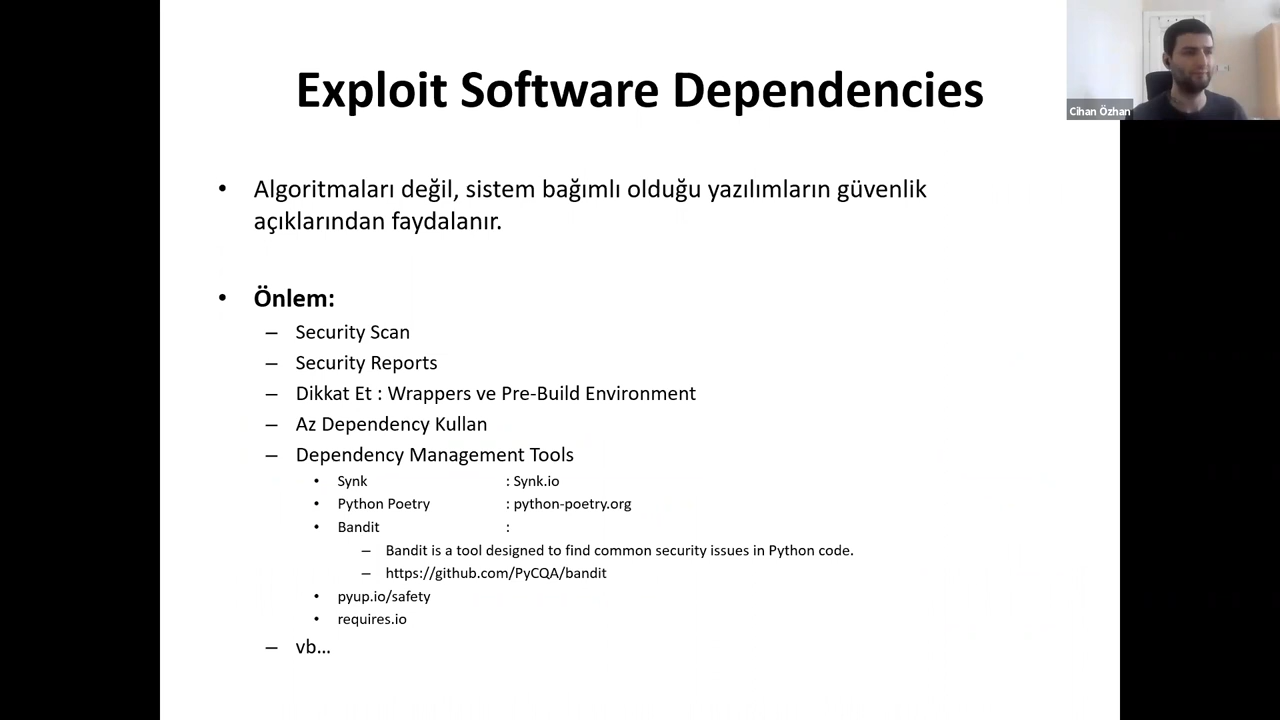 Exploit Software Dependencies
Cihan Özhan
• Algoritmaları değil, sistem bağımlı olduğu yazılımların güvenlik
açıklarından faydalanır.
• Önlem:
– Security Scan
– Security Reports
– Dikkat Et : Wrappers ve Pre-Build Environment
– Az Dependency Kullan
– Dependency Management Tools
• Synk : Synk.io
• Python Poetry : python-poetry.org
• Bandit :
– Bandit is a tool designed to find common security issues in Python code.
– https://github.com/PyCQA/bandit
• pyup.io/safety
• requires.io
– vb...